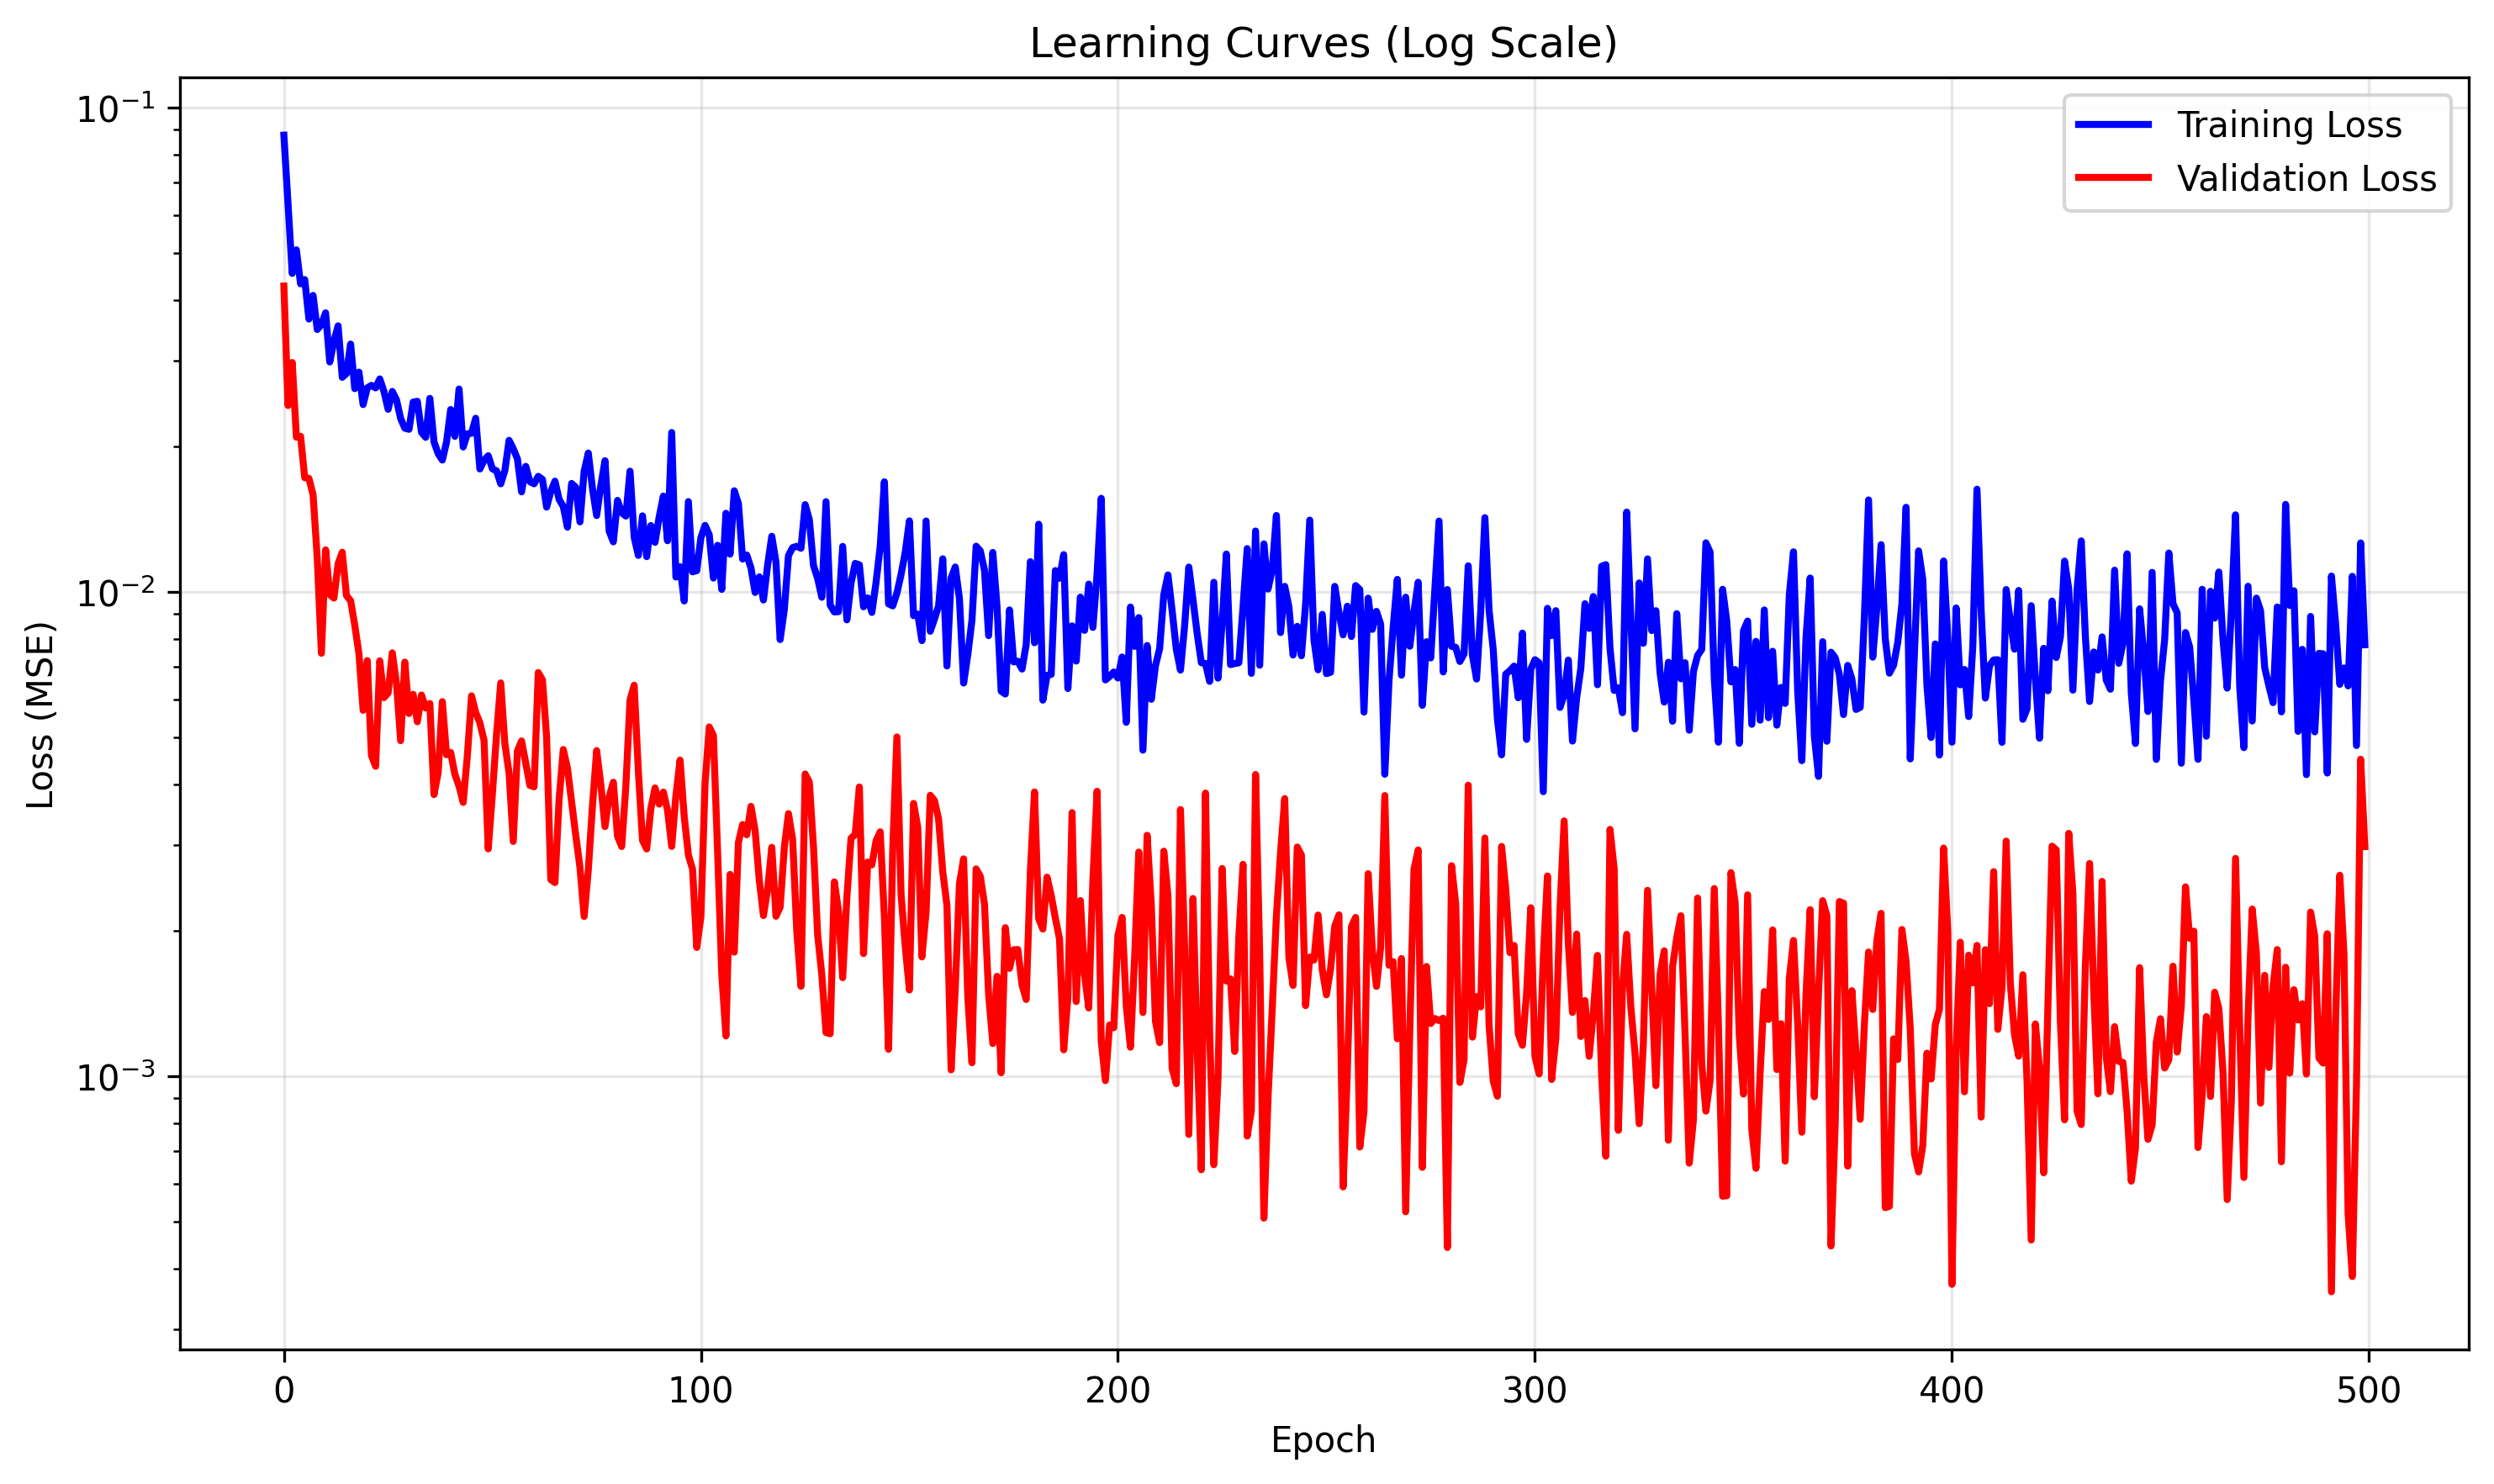 Learning Curves (Log Scale)
10⁻¹
10⁻²
10⁻³
Loss (MSE)
Training Loss
Validation Loss
0 100 200 300 400 500
Epoch